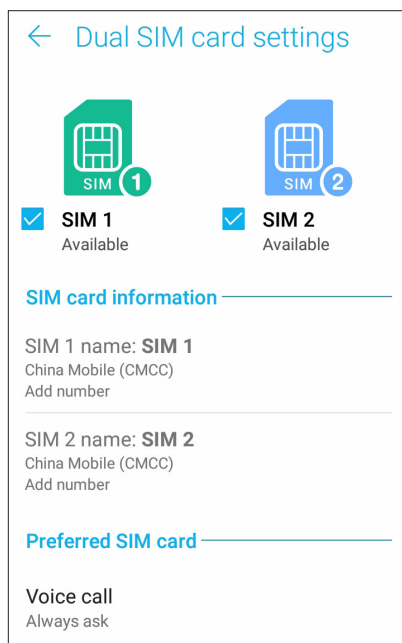 Dual SIM card settings
SIM 1
SIM 2
SIM 1
SIM 2
Available
Available
SIM card information
SIM 1 name: SIM 1
China Mobile (CMCC)
Add number
SIM 2 name: SIM 2
China Mobile (CMCC)
Add number
Preferred SIM card
Voice call
Always ask